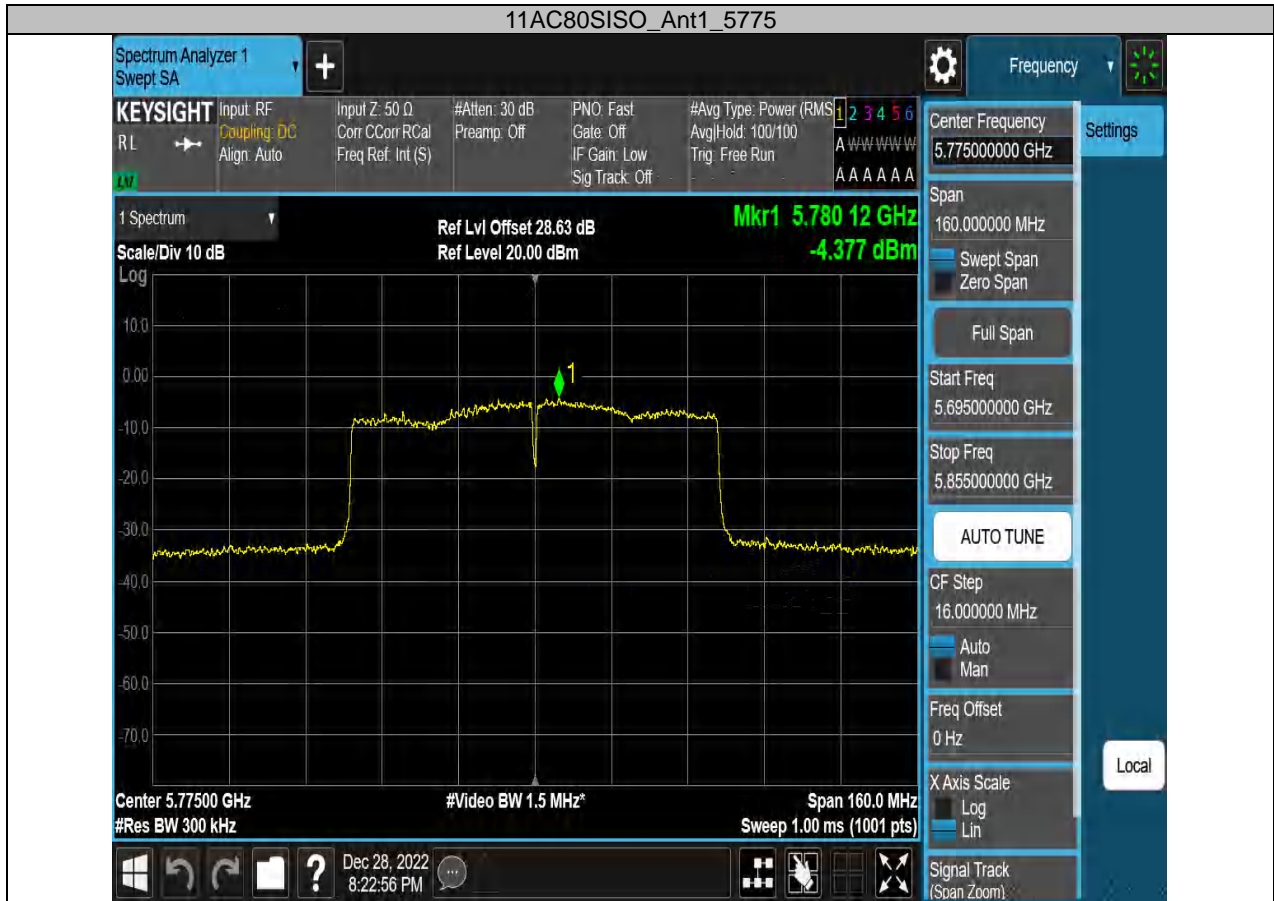 11AC80SISO_Ant1_5775
Spectrum Analyzer 1
Swept SA
+
Frequency
KEYSIGHT
RL
LNI
Input: RF
Coupling: DC
Align: Auto
Input Z: 50 Ω
Corr CCorr RCal
Freq Ref: Int (S)
#Atten: 30 dB
Preamp: Off
PNO: Fast
Gate: Off
IF Gain: Low
Sig Track: Off
#Avg Type: Power (RMS
Avg|Hold: 100/100
Trig: Free Run
1 2 3 4 5 6
A W W W W W
A A A A A A
1 Spectrum
Scale/Div 10 dB
Ref Lvl Offset 28.63 dB
Ref Level 20.00 dBm
Mkr1 5.780 12 GHz
-4.377 dBm
Log
10.0
0.00
-10.0
-20.0
-30.0
-40.0
-50.0
-60.0
-70.0
1
Center 5.77500 GHz
#Res BW 300 kHz
#Video BW 1.5 MHz*
Span 160.0 MHz
Sweep 1.00 ms (1001 pts)
Dec 28, 2022
8:22:56 PM
Center Frequency
5.775000000 GHz
Settings
Span
160.000000 MHz
Swept Span
Zero Span
Full Span
Start Freq
5.695000000 GHz
Stop Freq
5.855000000 GHz
AUTO TUNE
CF Step
16.000000 MHz
Auto
Man
Freq Offset
0 Hz
X Axis Scale
Log
Lin
Local
Signal Track
(Span Zoom)